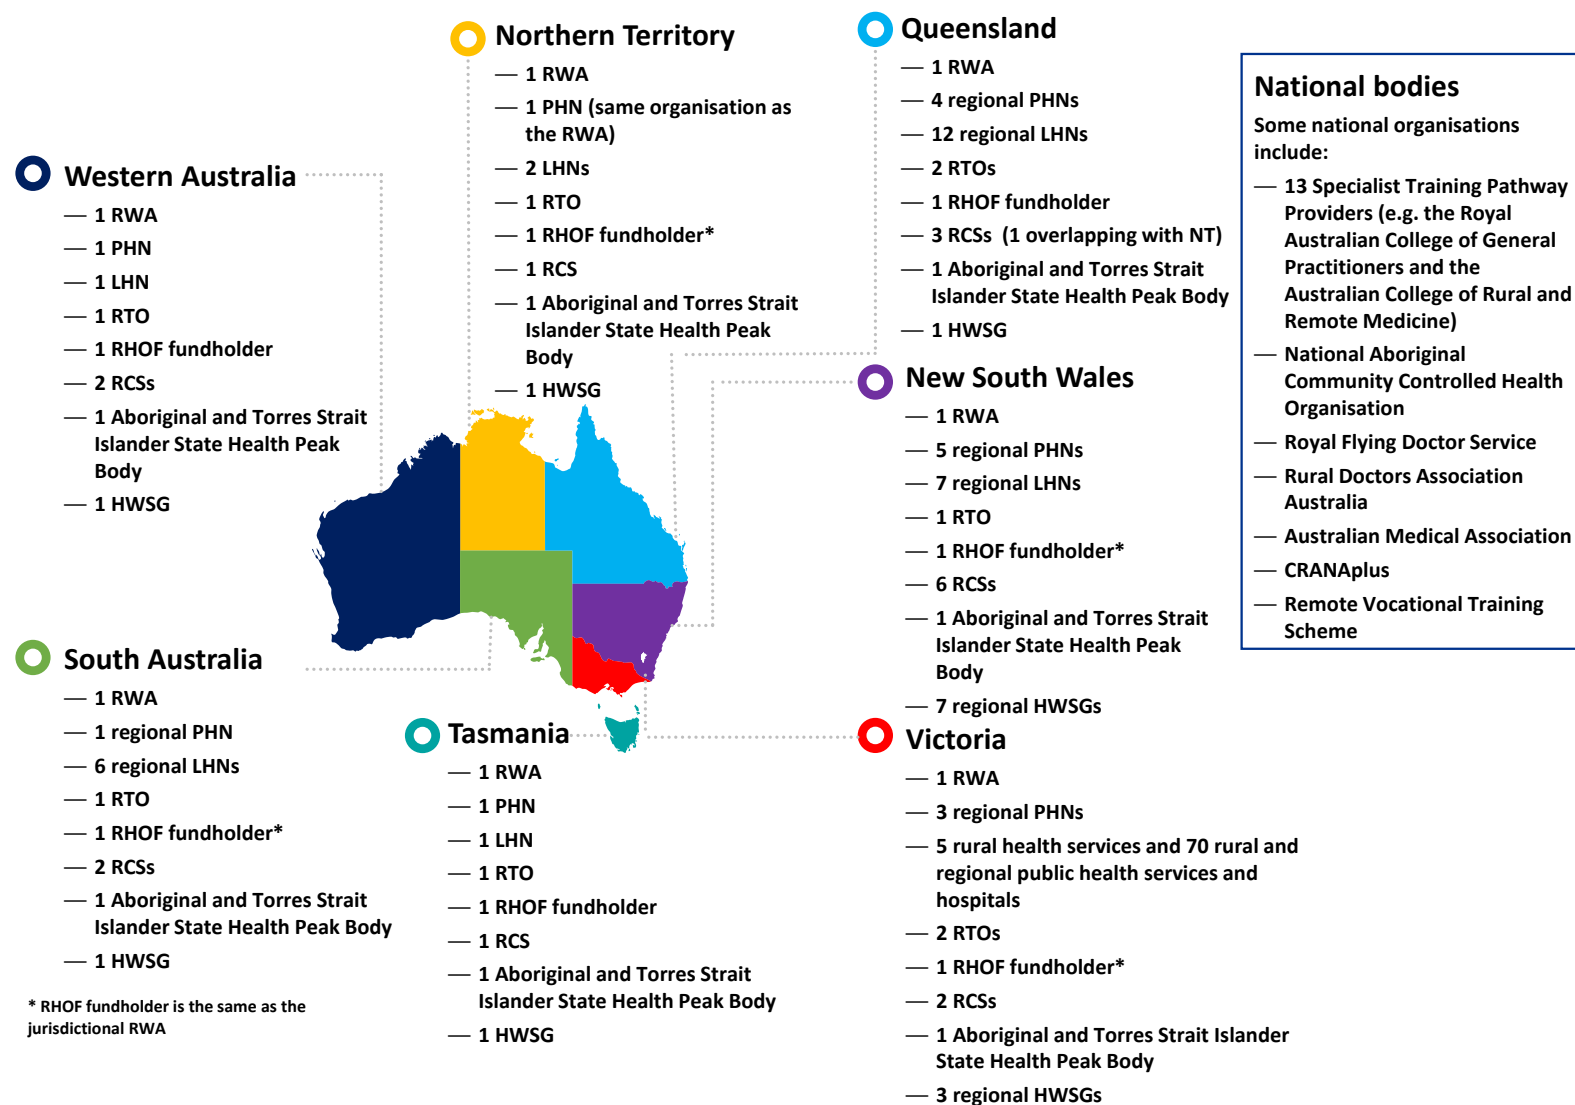 Northern Territory
— 1 RWA
— 1 PHN (same organisation as
the RWA)
— 2 LHNs
— 1 RTO
— 1 RHOF fundholder*
— 1 RCS
— 1 Aboriginal and Torres Strait
Islander State Health Peak
Body
— 1 HWSG
Queensland
— 1 RWA
— 4 regional PHNs
— 12 regional LHNs
— 2 RTOs
— 1 RHOF fundholder
— 3 RCSs (1 overlapping with NT)
— 1 Aboriginal and Torres Strait
Islander State Health Peak Body
— 1 HWSG
National bodies
Some national organisations
include:
— 13 Specialist Training Pathway
Providers (e.g. the Royal
Australian College of General
Practitioners and the
Australian College of Rural and
Remote Medicine)
— National Aboriginal
Community Controlled Health
Organisation
— Royal Flying Doctor Service
— Rural Doctors Association
Australia
— Australian Medical Association
— CRANAplus
— Remote Vocational Training
Scheme
Western Australia
— 1 RWA
— 1 PHN
— 1 LHN
— 1 RTO
— 1 RHOF fundholder
— 2 RCSs
— 1 Aboriginal and Torres Strait
Islander State Health Peak
Body
— 1 HWSG
New South Wales
— 1 RWA
— 5 regional PHNs
— 7 regional LHNs
— 1 RTO
— 1 RHOF fundholder*
— 6 RCSs
— 1 Aboriginal and Torres Strait
Islander State Health Peak
Body
— 7 regional HWSGs
South Australia
— 1 RWA
— 1 regional PHN
— 6 regional LHNs
— 1 RTO
— 1 RHOF fundholder*
— 2 RCSs
— 1 Aboriginal and Torres Strait
Islander State Health Peak Body
— 1 HWSG
* RHOF fundholder is the same as the
jurisdictional RWA
Tasmania
— 1 RWA
— 1 PHN
— 1 LHN
— 1 RTO
— 1 RHOF fundholder
— 1 RCS
— 1 Aboriginal and Torres Strait
Islander State Health Peak Body
— 1 HWSG
Victoria
— 1 RWA
— 3 regional PHNs
— 5 rural health services and 70 rural and
regional public health services and
hospitals
— 2 RTOs
— 1 RHOF fundholder*
— 2 RCSs
— 1 Aboriginal and Torres Strait Islander
State Health Peak Body
— 3 regional HWSGs